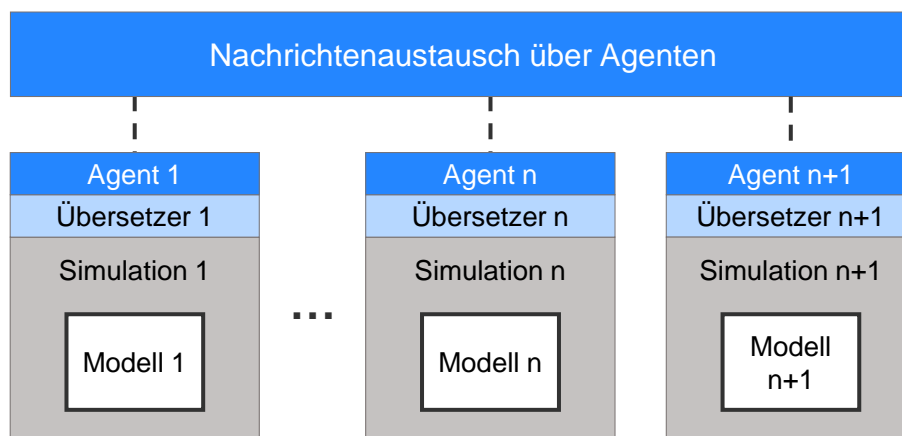 Nachrichtenaustausch über Agenten
Agent 1
Übersetzer 1
Simulation 1
Modell 1
...
Agent n
Übersetzer n
Simulation n
Modell n
Agent n+1
Übersetzer n+1
Simulation n+1
Modell
n+1